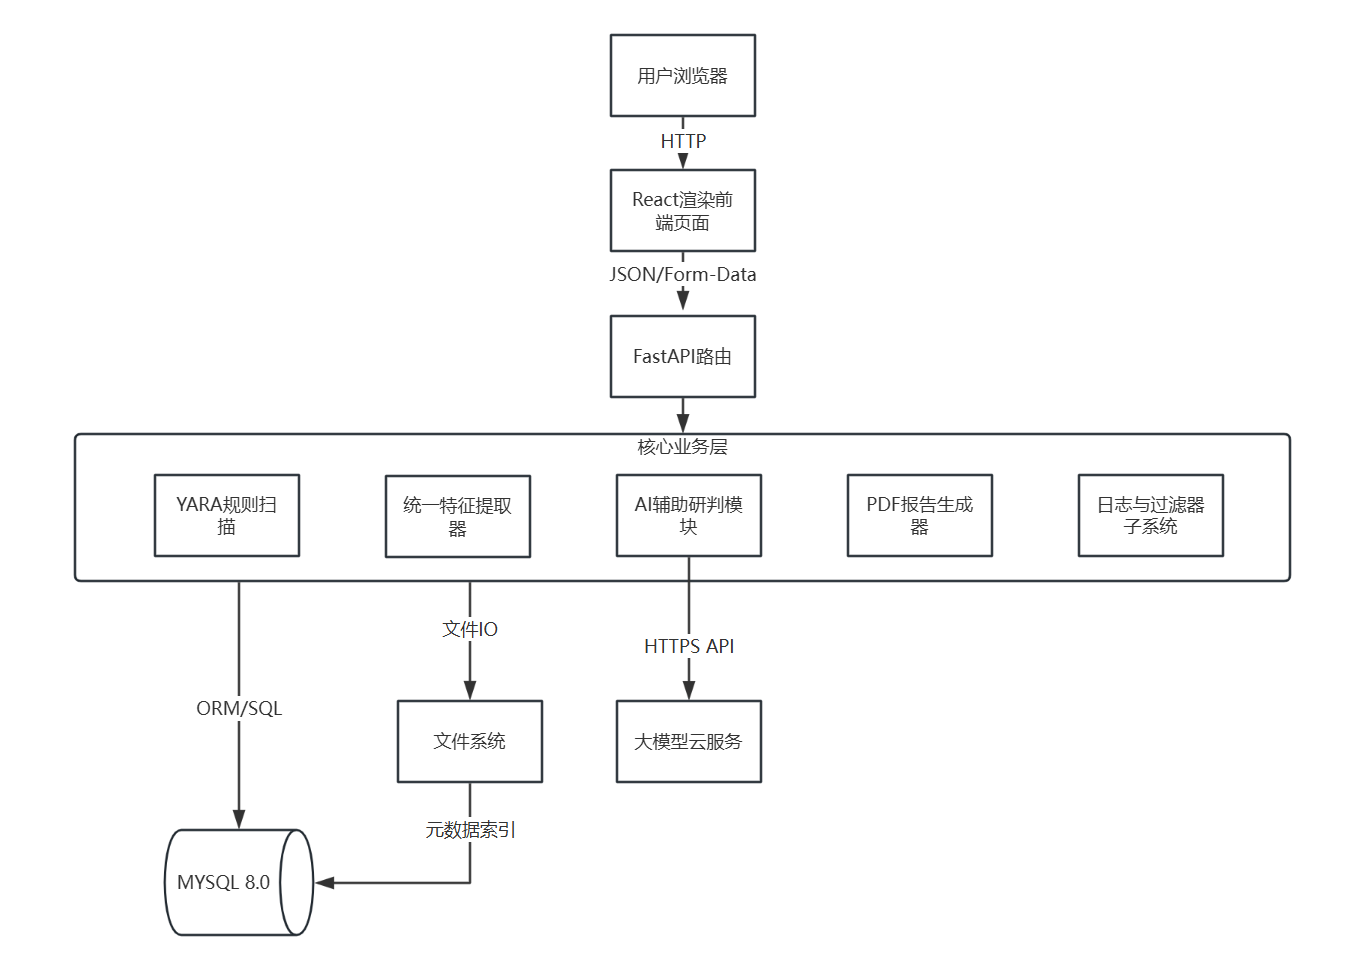 用户浏览器
HTTP
React渲染前
端页面
JSON/Form-Data
FastAPI路由
核心业务层
YARA规则扫
描
统一特征提取
器
AI辅助研判模
块
PDF报告生成
器
日志与过滤器
子系统
文件IO
HTTPS API
ORM/SQL
文件系统
大模型云服务
元数据索引
MYSQL 8.0